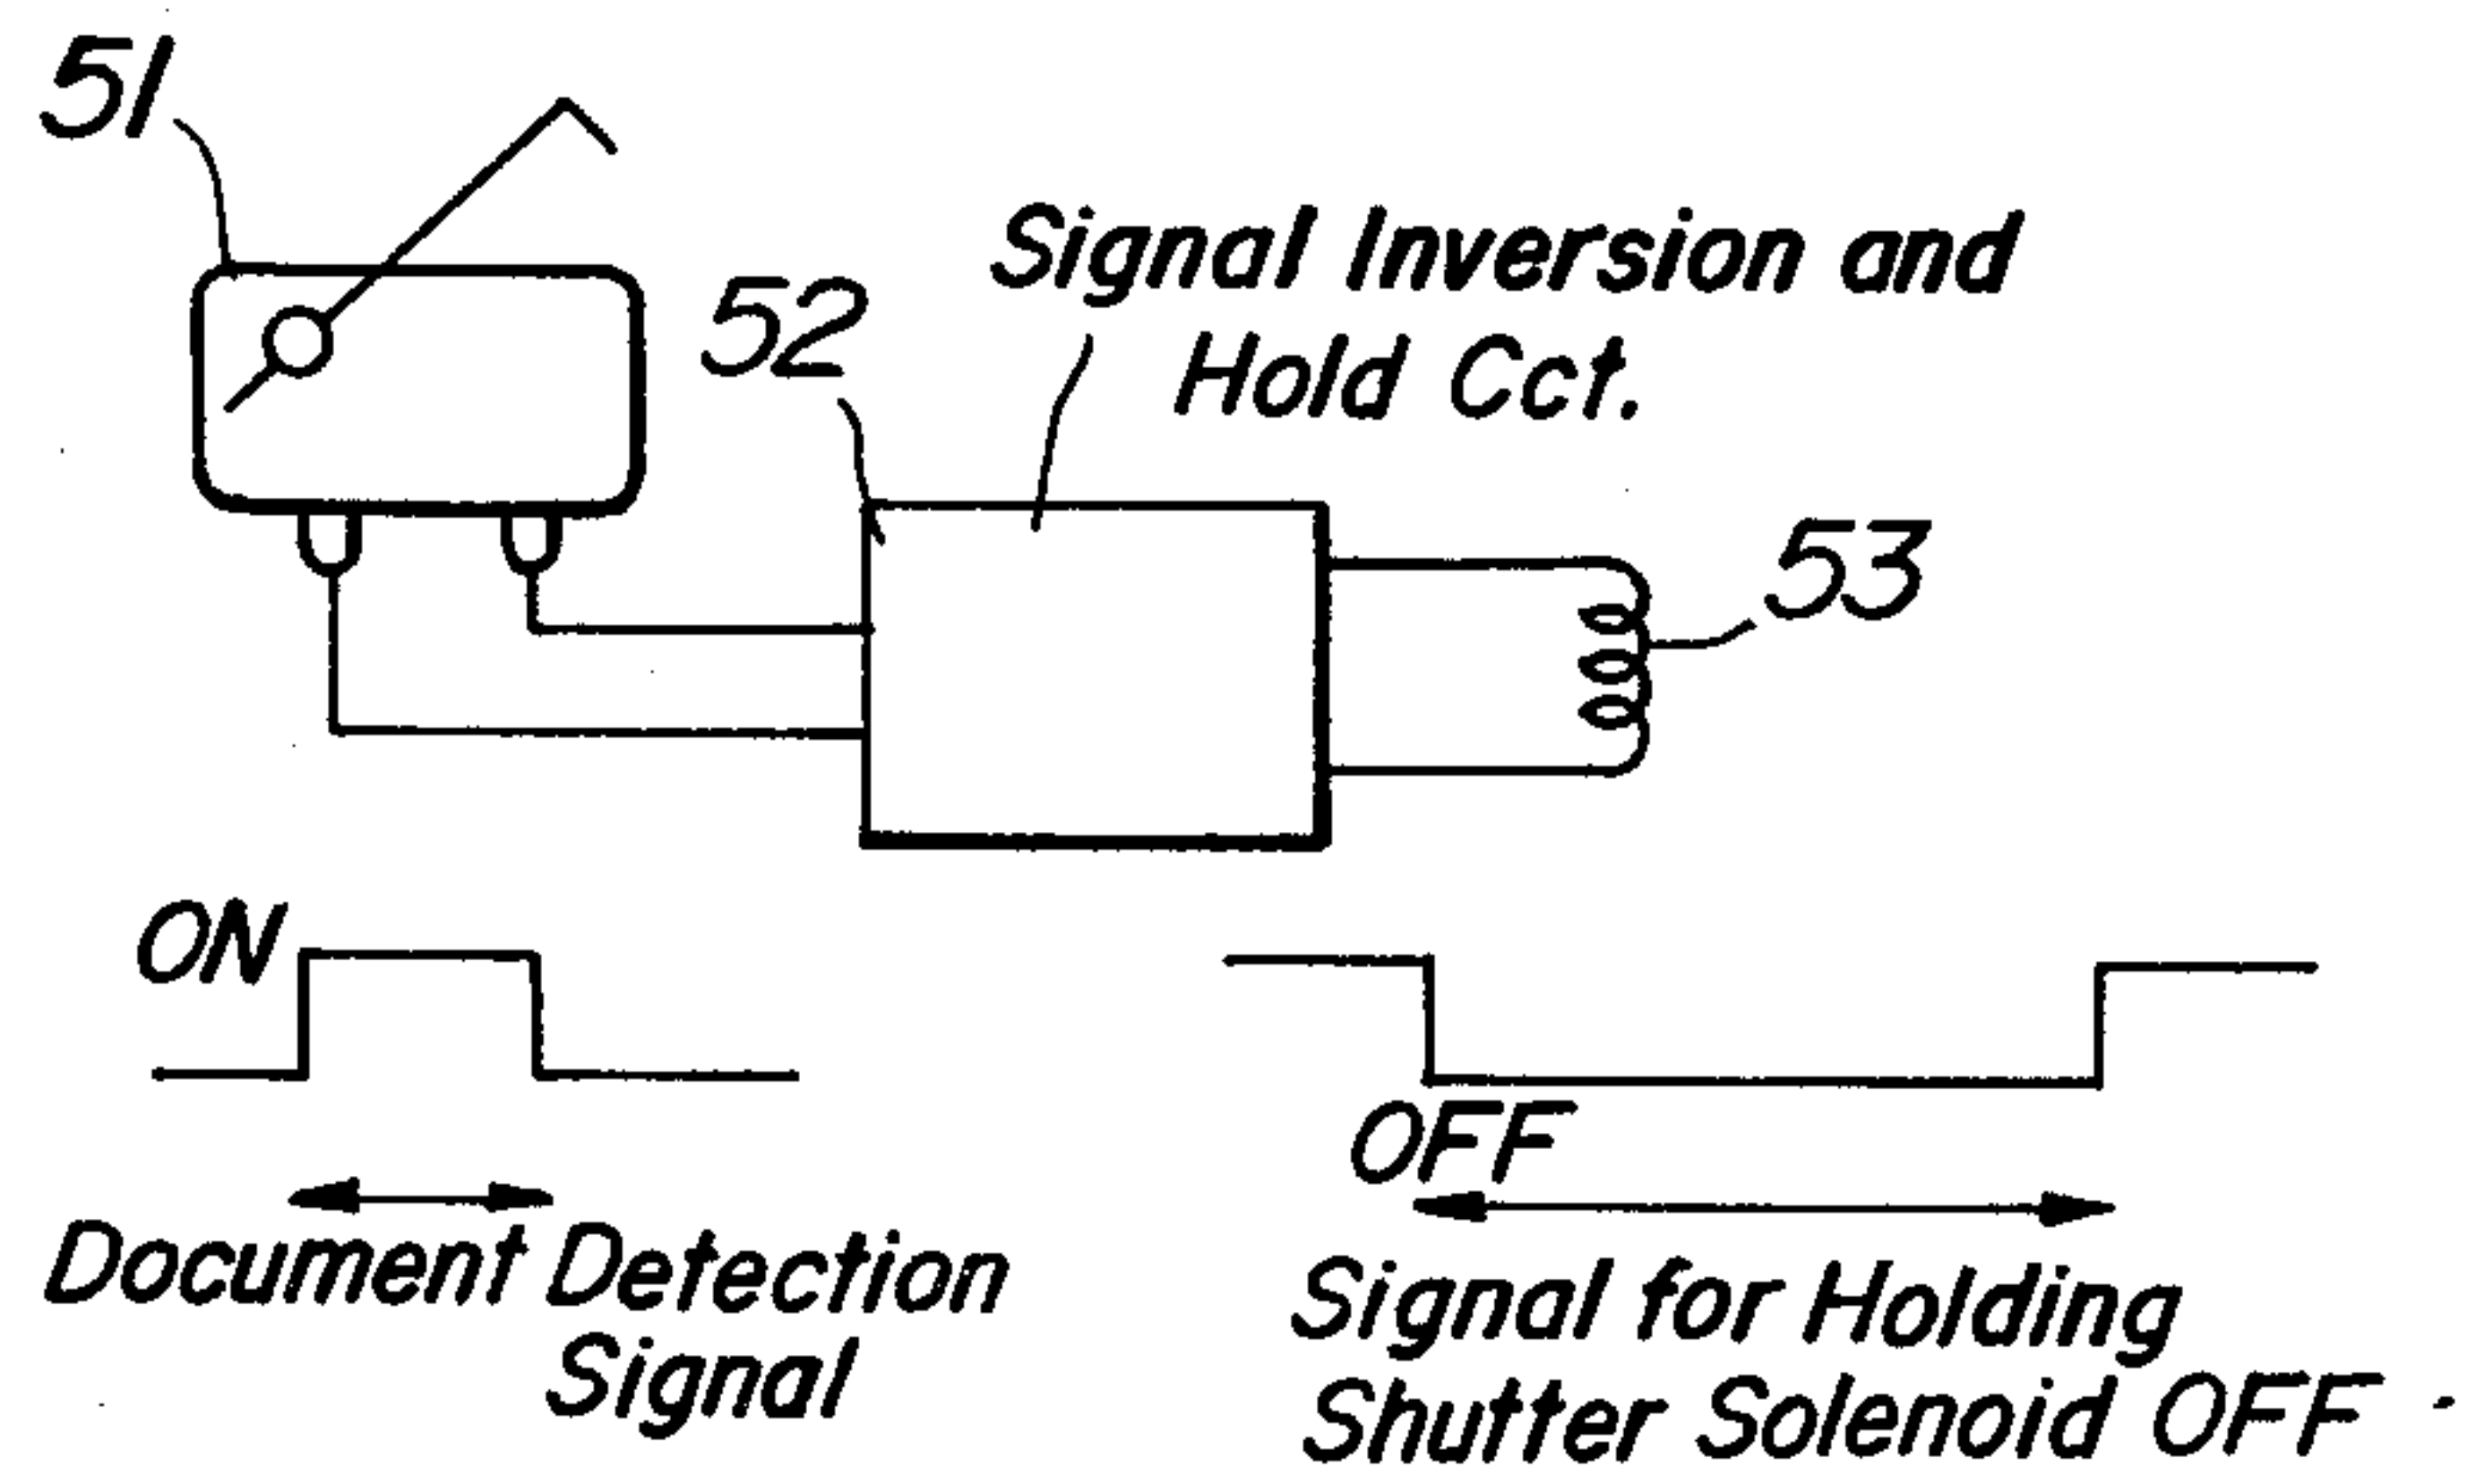 51
Signal Inversion and
Hold Cct.
52
53
ON
OFF
Document Detection
Signal
Signal for Holding
Shutter Solenoid OFF